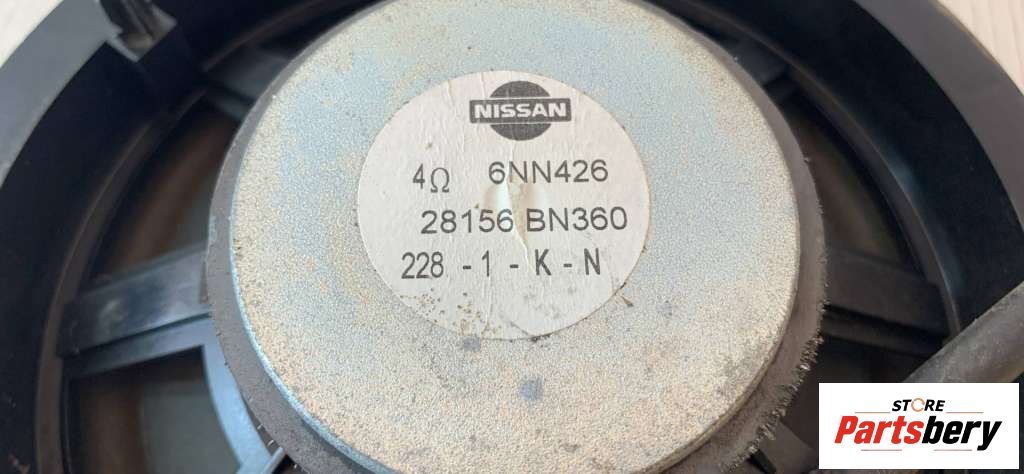 NISSAN
4Ω 6NN426
28156 BN360
228 - 1 - K - N
STORE
Partsbery